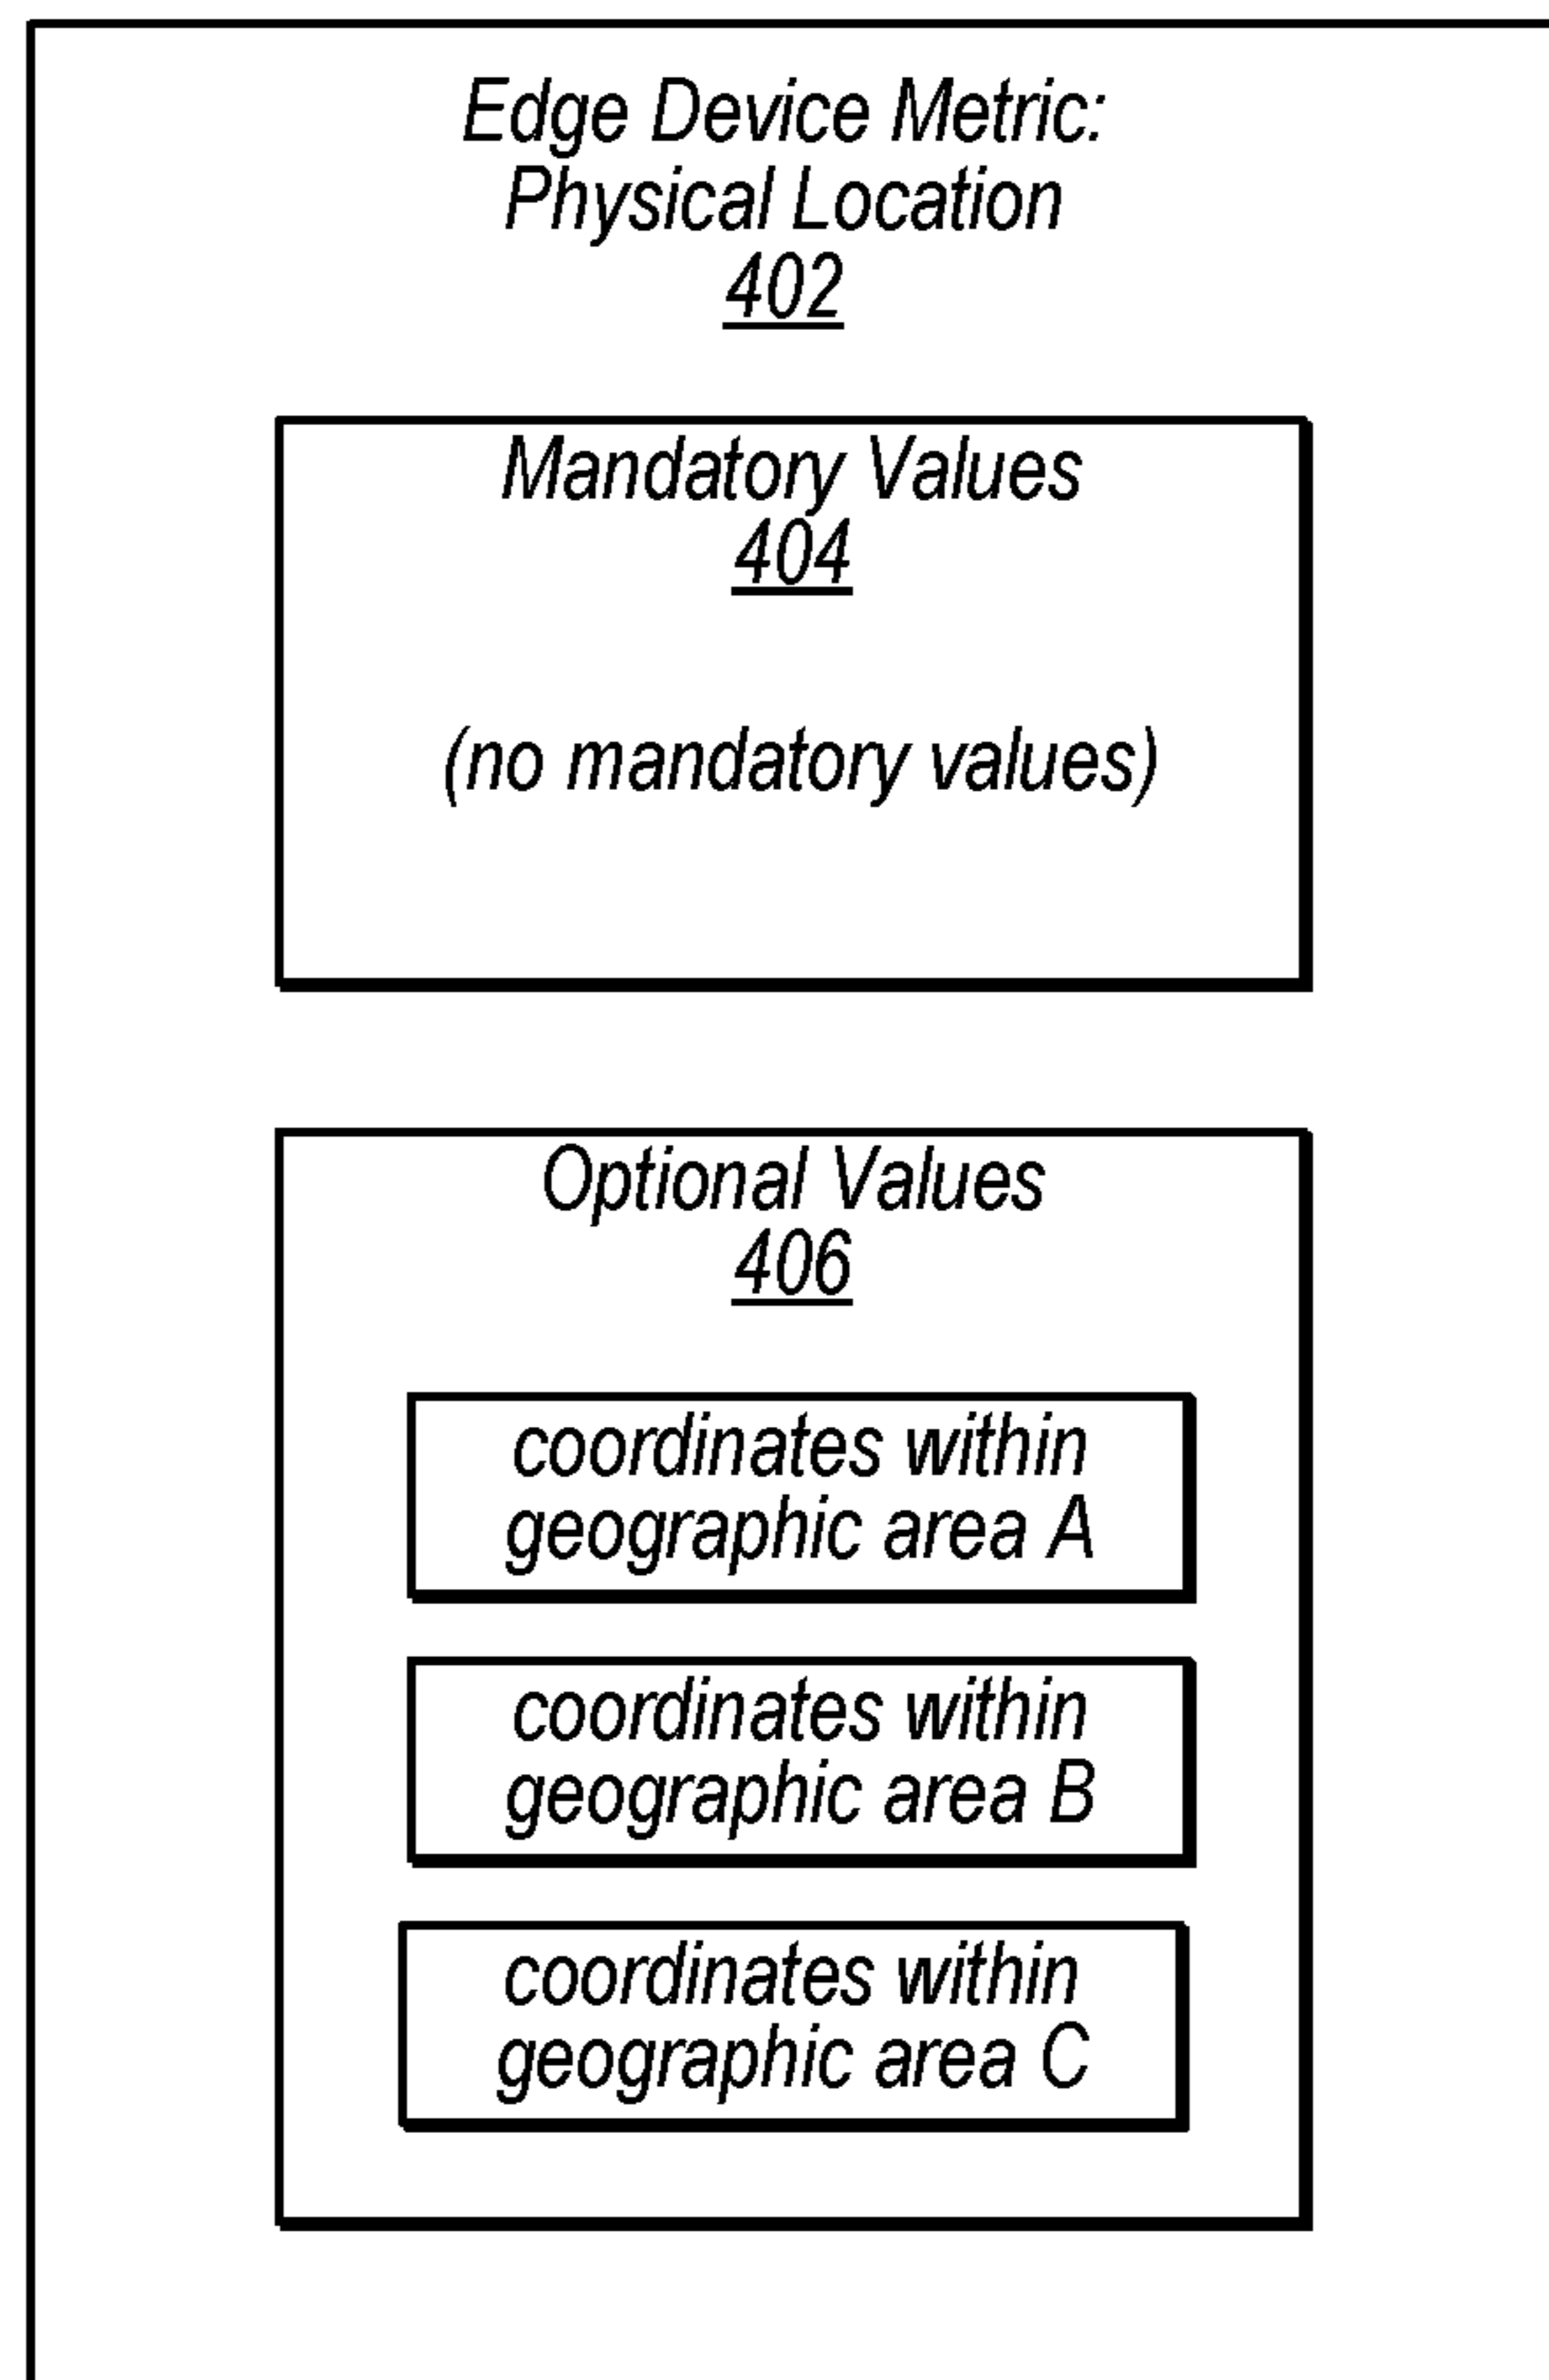 Edge Device Metric:
Physical Location
402
Mandatory Values
404
(no mandatory values)
Optional Values
406
coordinates within
geographic area A
coordinates within
geographic area B
coordinates within
geographic area C